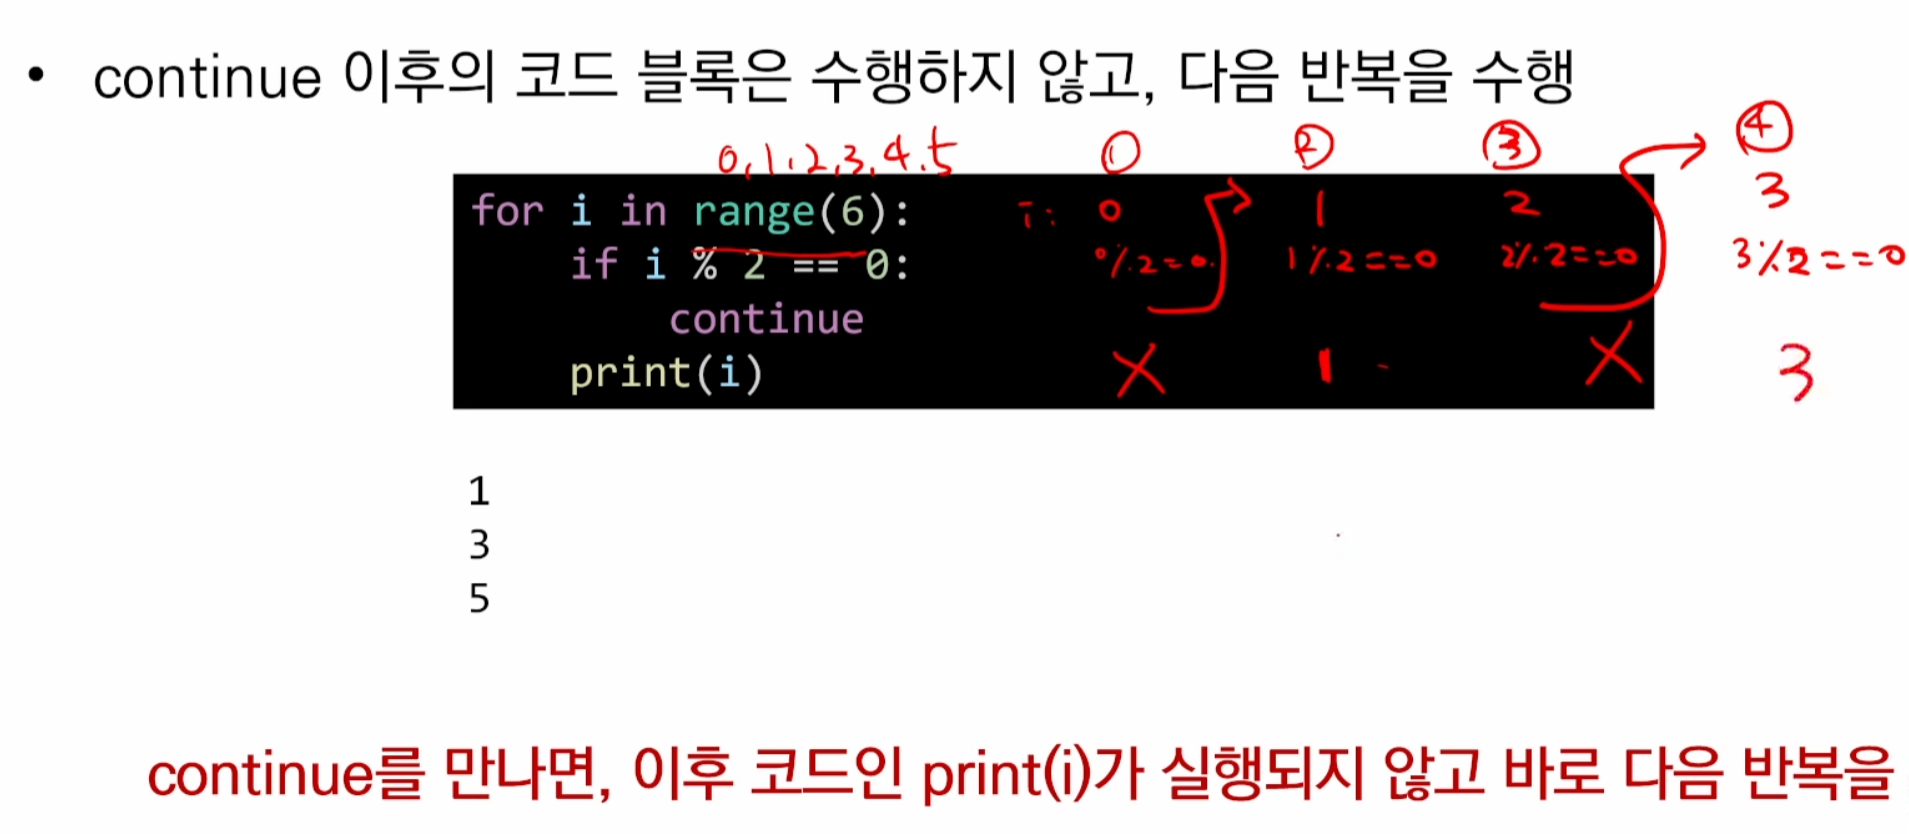 • continue 이후의 코드 블록은 수행하지 않고, 다음 반복을 수행
0, 1, 2, 3, 4, 5 ① ② ③ ④
for i in range(6): i: 0 1 2 3
if i % 2 == 0: 0%2=0. 1%2==0 2%2==0 3%2==0
continue
print(i) X 1 X 3
1
3
5
continue를 만나면, 이후 코드인 print(i)가 실행되지 않고 바로 다음 반복을